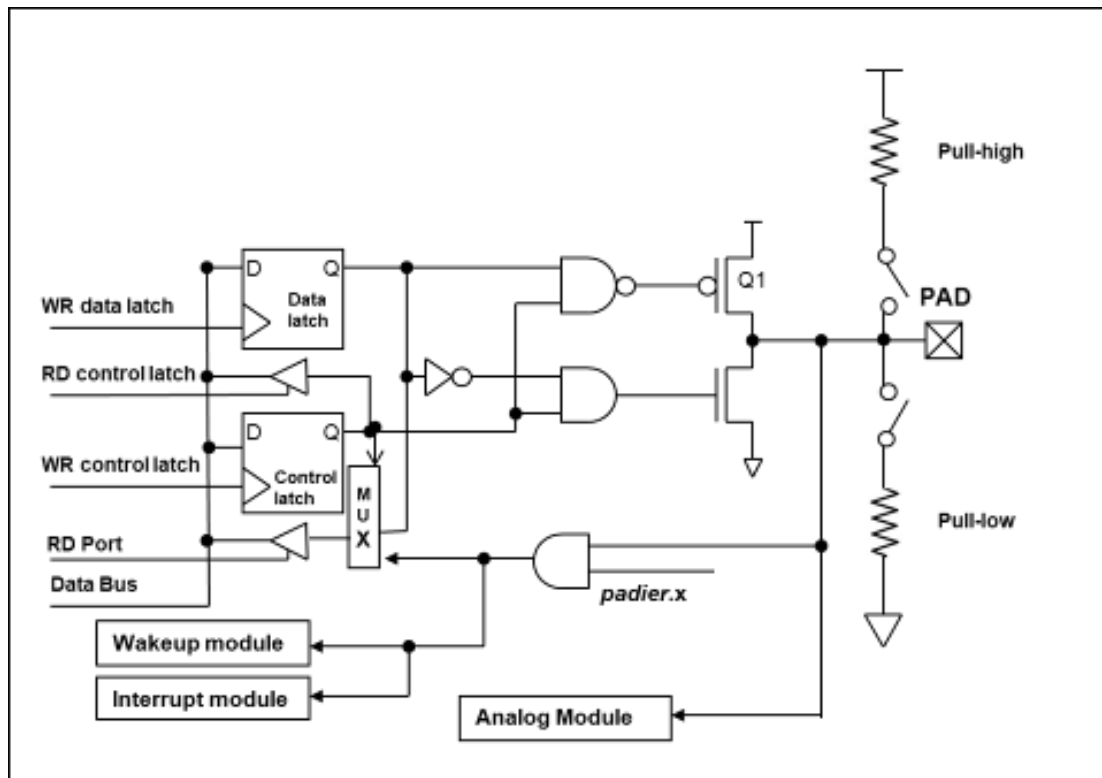 Pull-high
D
Q
Data
latch
Q1
WR data latch
PAD
RD control latch
D
Q
WR control latch
Control
latch
M
U
X
Pull-low
RD Port
Data Bus
padier.x
Wakeup module
Interrupt module
Analog Module